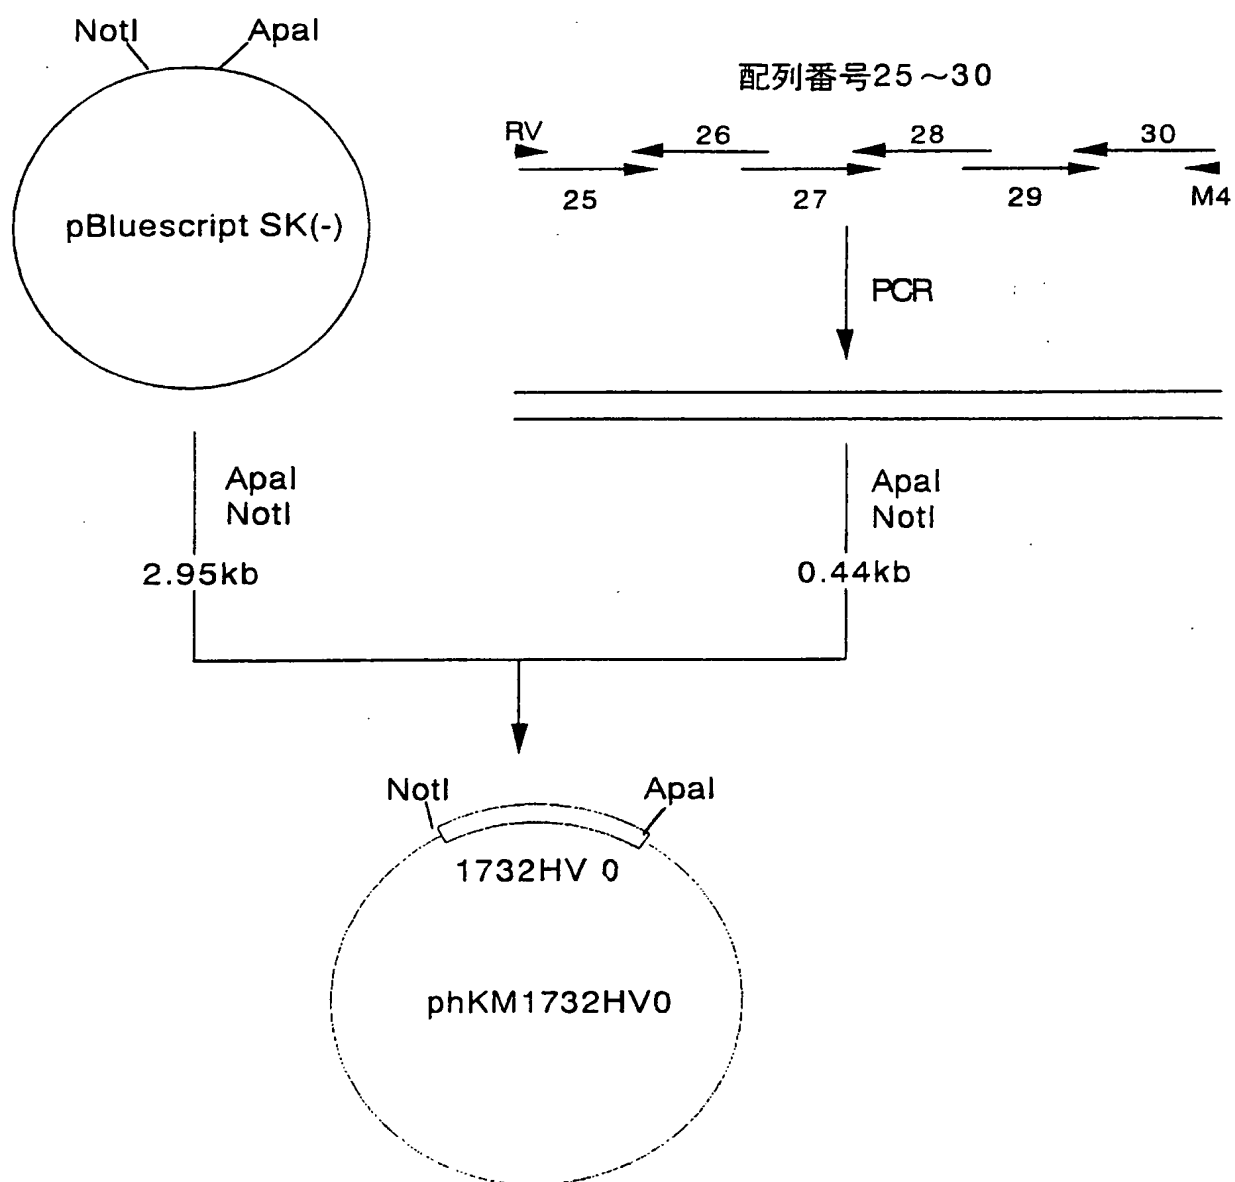 NotI ApaI
pBluescript SK(-)
配列番号25～30
RV 26 28 30
25 27 29 M4
PCR
ApaI
NotI
2.95kb
ApaI
NotI
0.44kb
NotI ApaI
1732HV 0
phKM1732HV0